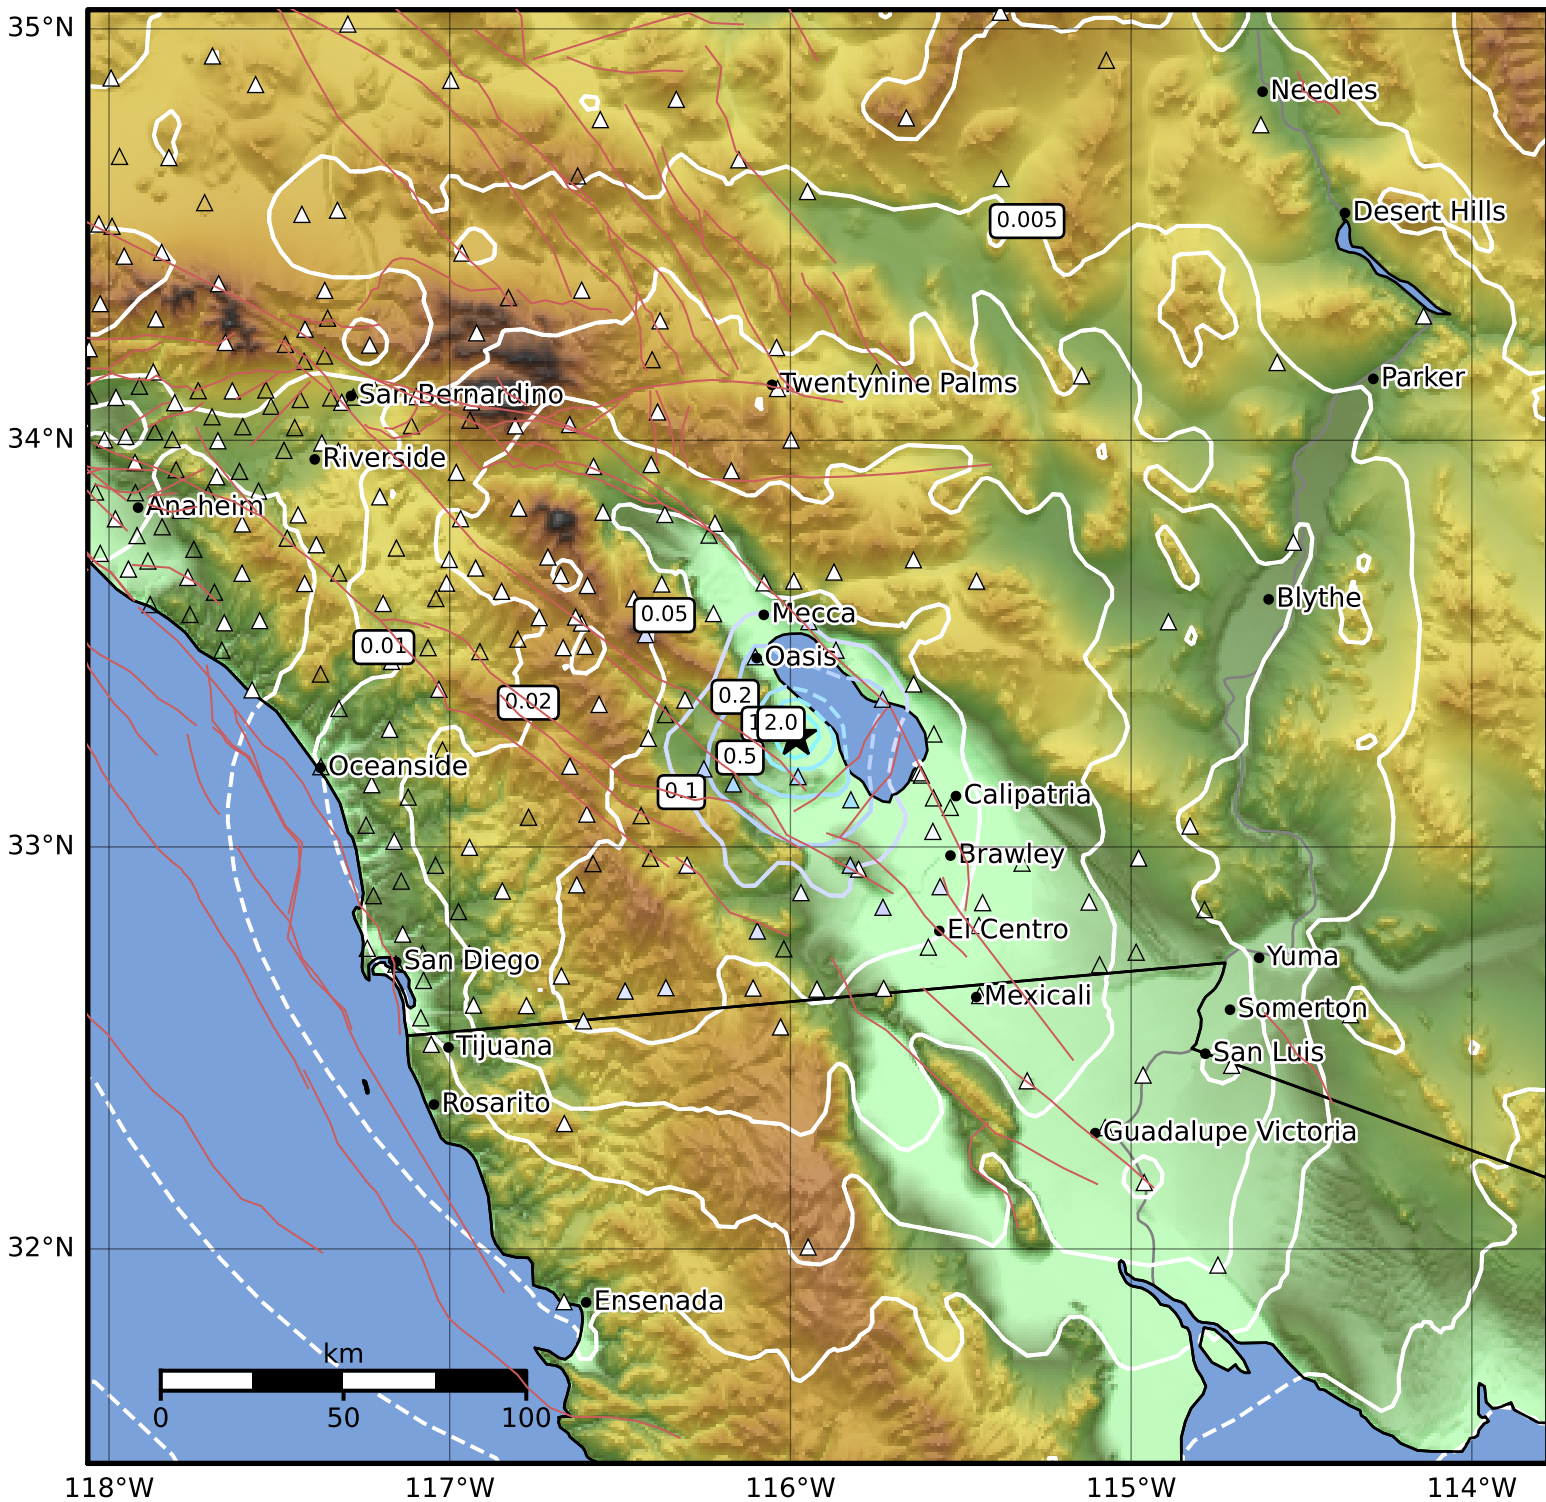 35°N
Needles
Desert Hills
0.005
34°N
San Bernardino
Twentynine Palms
Parker
Riverside
Anaheim
Blythe
0.05
Mecca
0.01
Oasis
0.2
0.02
2.0
0.5
Oceanside
0.1
Calipatria
33°N
Brawley
El Centro
San Diego
Yuma
Mexicali
Somerton
Tijuana
San Luis
Rosarito
Guadalupe Victoria
32°N
Ensenada
km
0 50 100
118°W 117°W 116°W 115°W 114°W